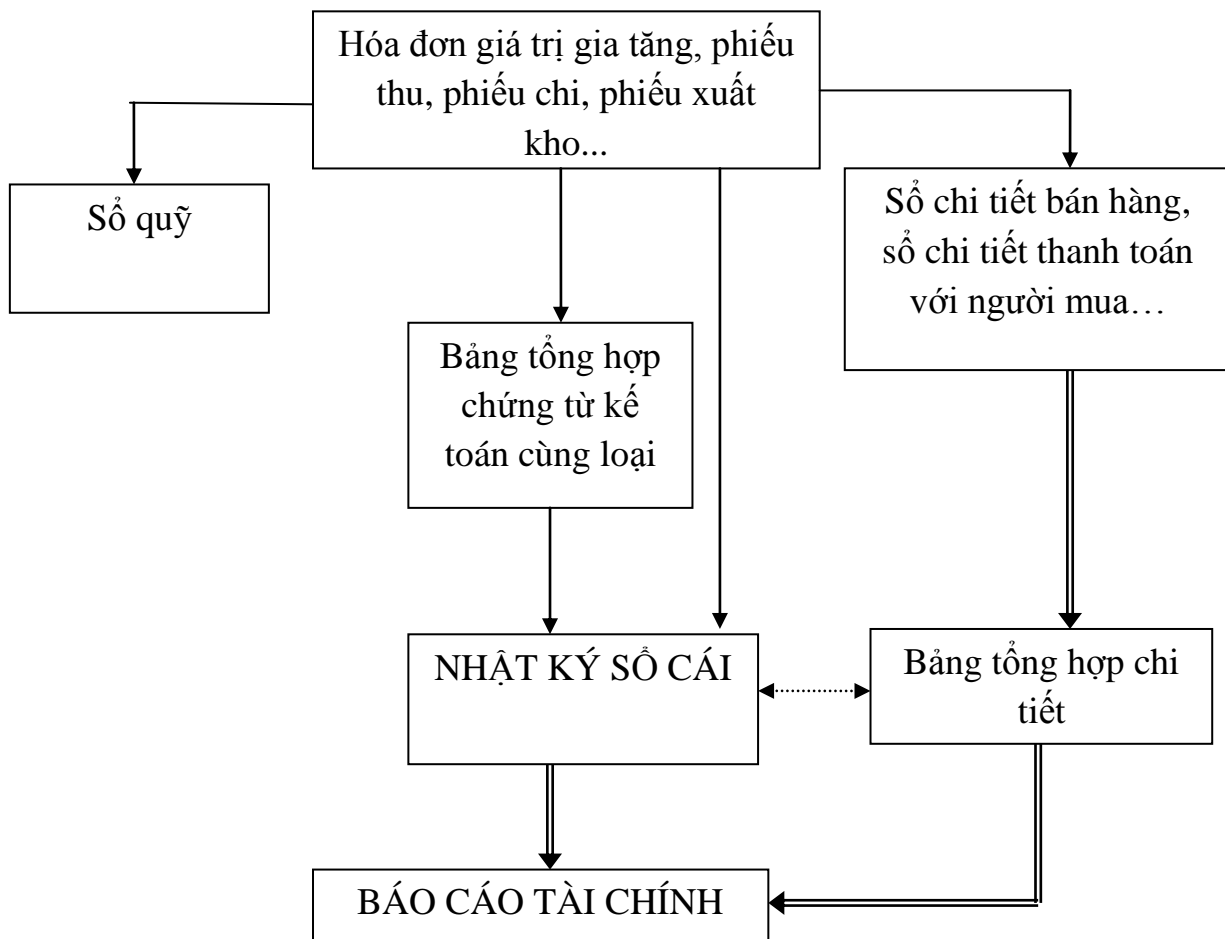 Hóa đơn giá trị gia tăng, phiếu
thu, phiếu chi, phiếu xuất
kho...
Sổ quỹ
Sổ chi tiết bán hàng,
sổ chi tiết thanh toán
với người mua…
Bảng tổng hợp
chứng từ kế
toán cùng loại
NHẬT KÝ SỔ CÁI
Bảng tổng hợp chi
tiết
BÁO CÁO TÀI CHÍNH